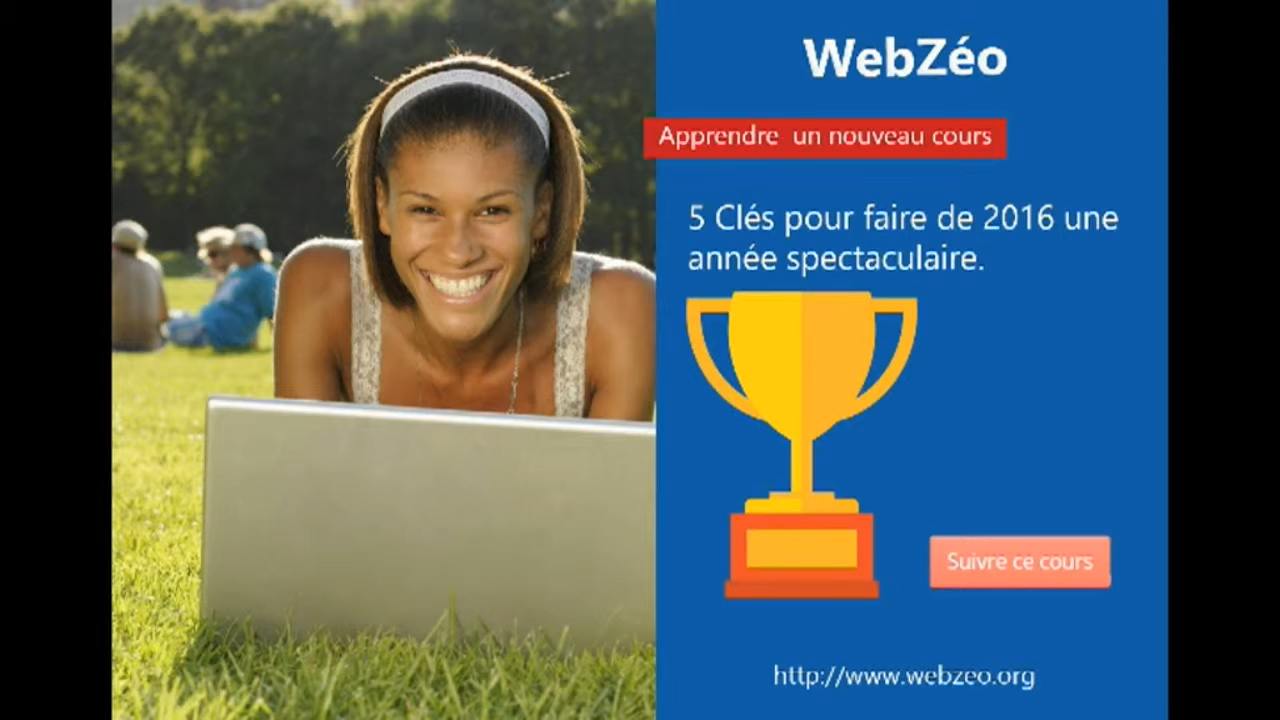 WebZéo
Apprendre un nouveau cours
5 Clés pour faire de 2016 une
année spectaculaire.
Suivre ce cours
http://www.webzeo.org